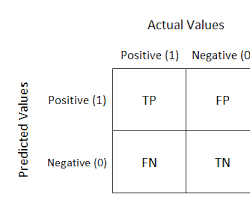 Actual Values
Positive (1) Negative (0
Predicted Values
Positive (1) TP FP
Negative (0) FN TN